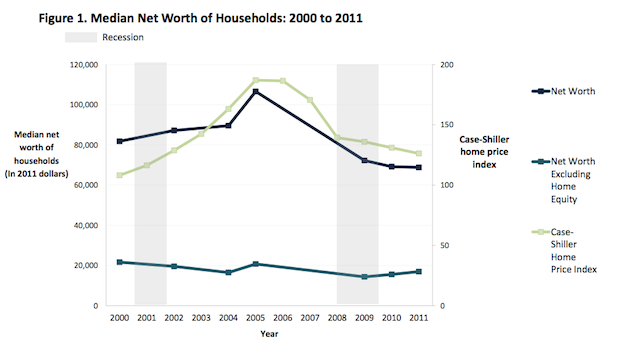 Figure 1. Median Net Worth of Households: 2000 to 2011
Recession
120,000
100,000
80,000
60,000
40,000
20,000
0
Median net
worth of
households
(In 2011 dollars)
200
150
100
50
0
Case-Shiller
home price
index
Net Worth
Net Worth
Excluding
Home
Equity
Case-
Shiller
Home
Price Index
2000 2001 2002 2003 2004 2005 2006 2007 2008 2009 2010 2011
Year